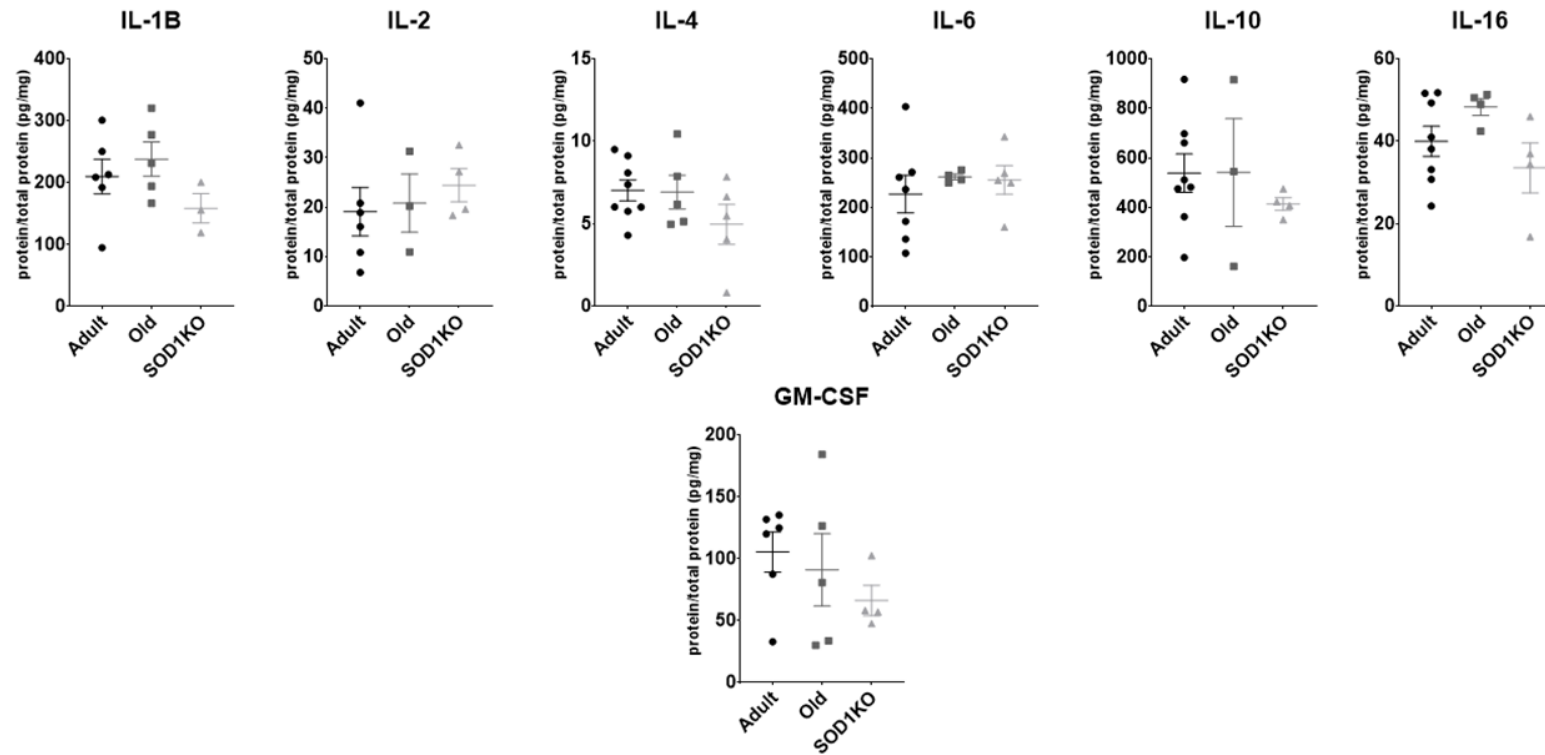 IL-1B
protein/total protein (pg/mg)
400
300
200
100
0
Adult
Old
SOD1KO
IL-2
protein/total protein (pg/mg)
50
40
30
20
10
0
Adult
Old
SOD1KO
IL-4
protein/total protein (pg/mg)
15
10
5
0
Adult
Old
SOD1KO
IL-6
protein/total protein (pg/mg)
500
400
300
200
100
0
Adult
Old
SOD1KO
IL-10
protein/total protein (pg/mg)
1000
800
600
400
200
0
Adult
Old
SOD1KO
IL-16
protein/total protein (pg/mg)
60
40
20
0
Adult
Old
SOD1KO
GM-CSF
protein/total protein (pg/mg)
200
150
100
50
0
Adult
Old
SOD1KO